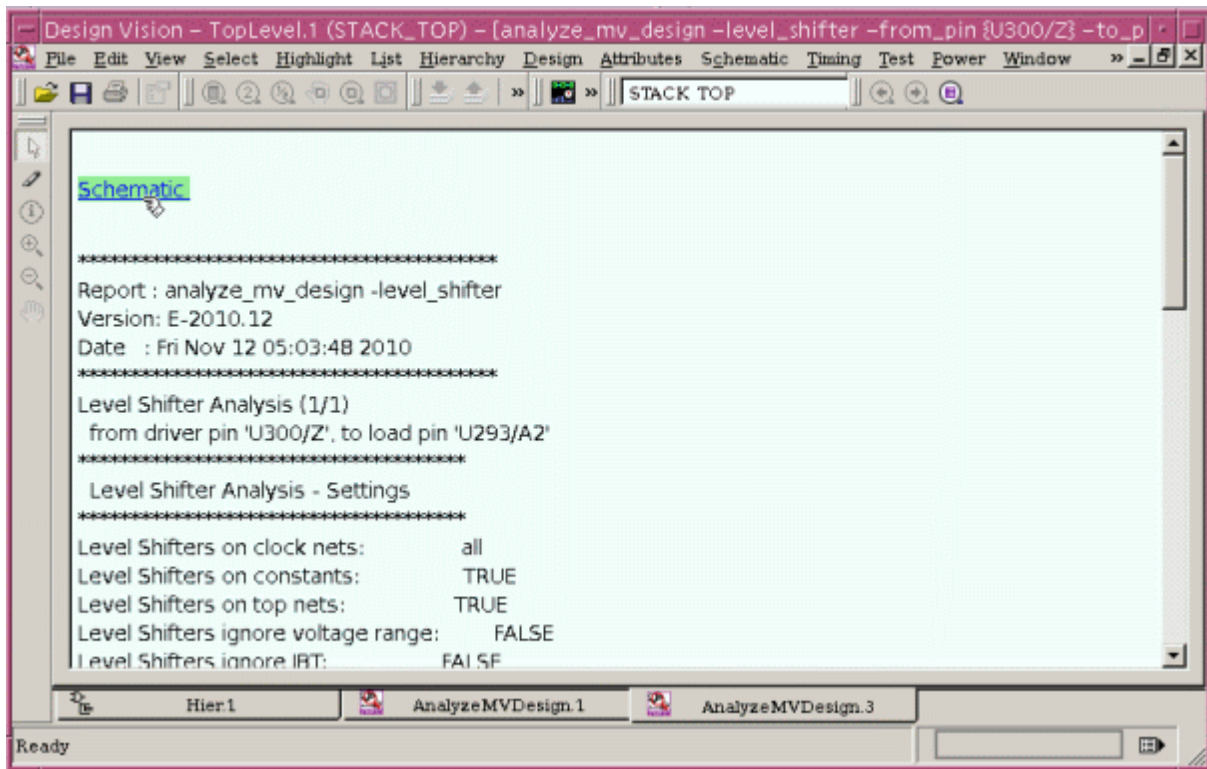 Design Vision – TopLevel.1 (STACK_TOP) – [analyze_mv_design –level_shifter –from_pin {U300/Z} –to_p
File Edit View Select Highlight List Hierarchy Design Attributes Schematic Timing Test Power Window »
» » STACK TOP
Schematic
****************************************
Report : analyze_mv_design -level_shifter
Version: E-2010.12
Date : Fri Nov 12 05:03:48 2010
****************************************
Level Shifter Analysis (1/1)
from driver pin 'U300/Z', to load pin 'U293/A2'
*************************************
Level Shifter Analysis - Settings
*************************************
Level Shifters on clock nets: all
Level Shifters on constants: TRUE
Level Shifters on top nets: TRUE
Level Shifters ignore voltage range: FALSE
Level Shifters ignore IBT: FALSE
Hier.1 AnalyzeMVDesign.1 AnalyzeMVDesign.3
Ready